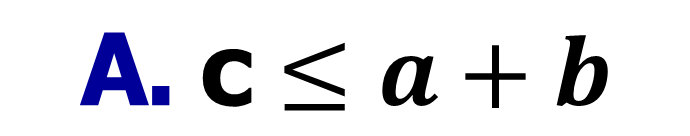 A. c ≤ a + b